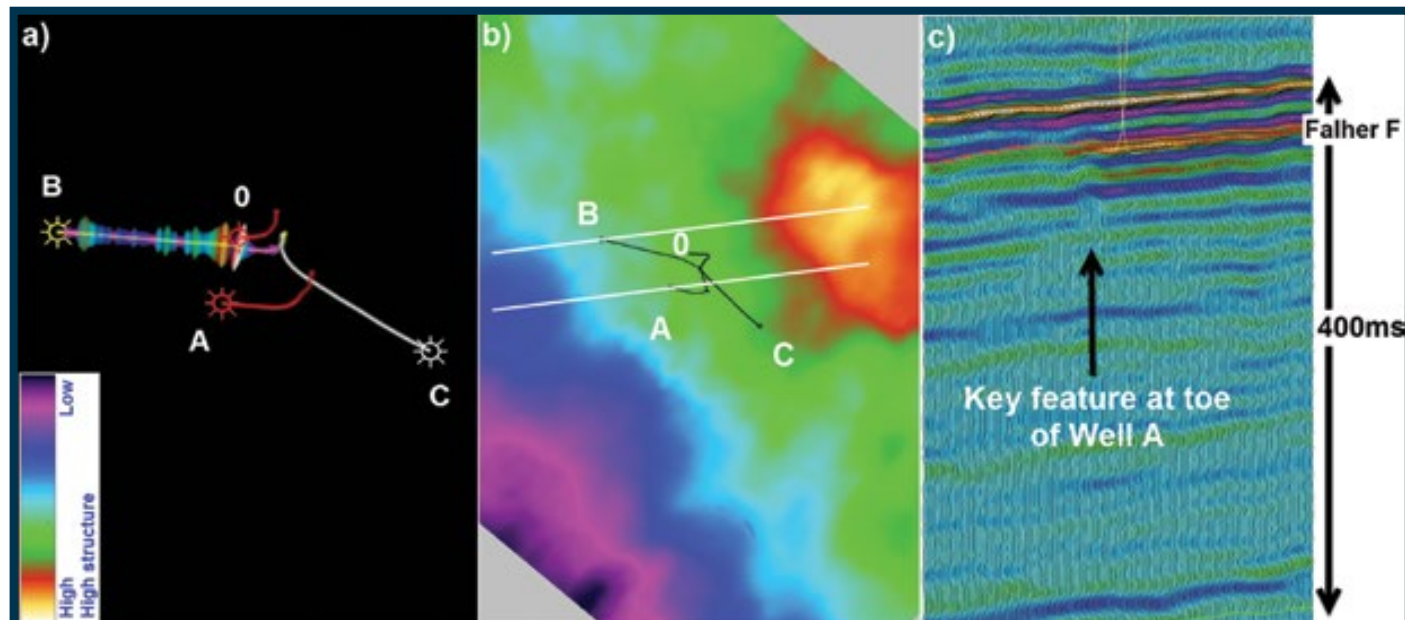 a)
B
0
A
C
Low
High
High structure
b)
B
0
A
C
c)
Falher F
400ms
Key feature at toe
of Well A